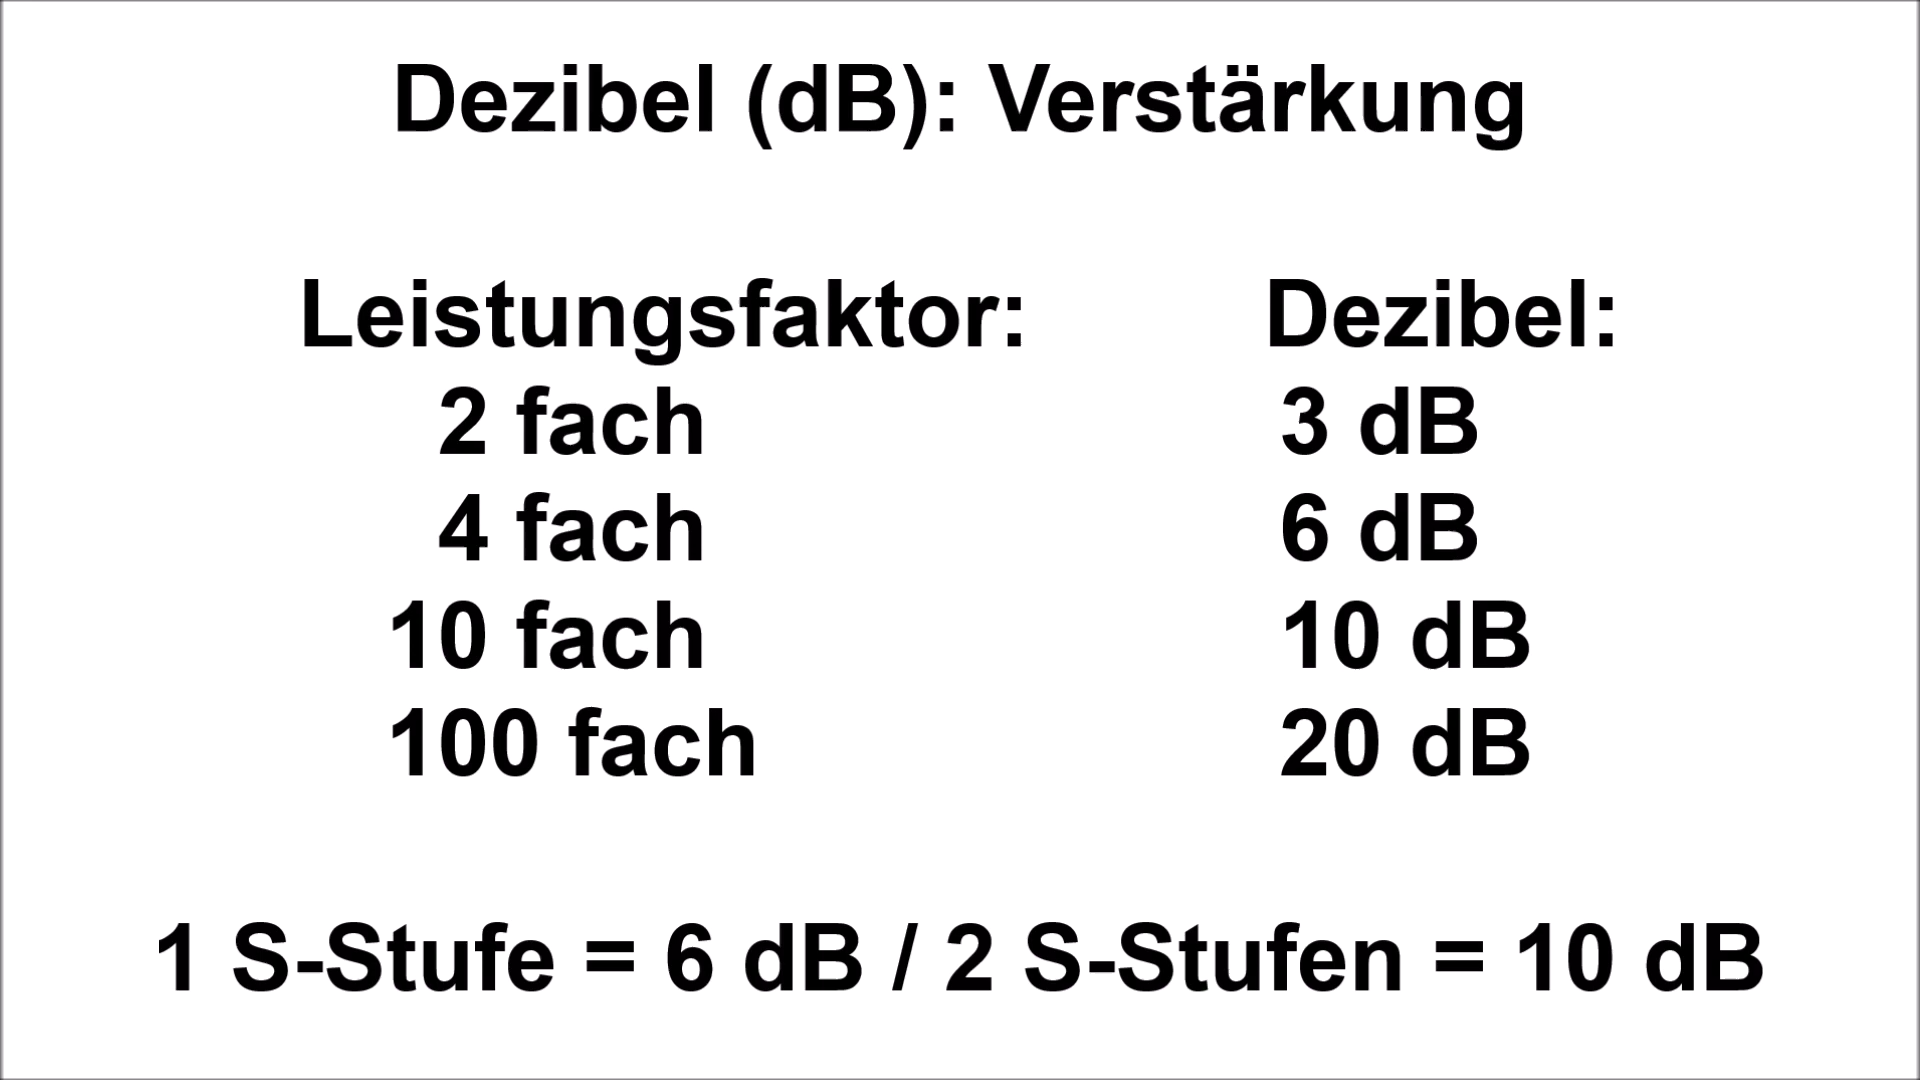 Dezibel (dB): Verstärkung
Leistungsfaktor: Dezibel:
2 fach 3 dB
4 fach 6 dB
10 fach 10 dB
100 fach 20 dB
1 S-Stufe = 6 dB / 2 S-Stufen = 10 dB